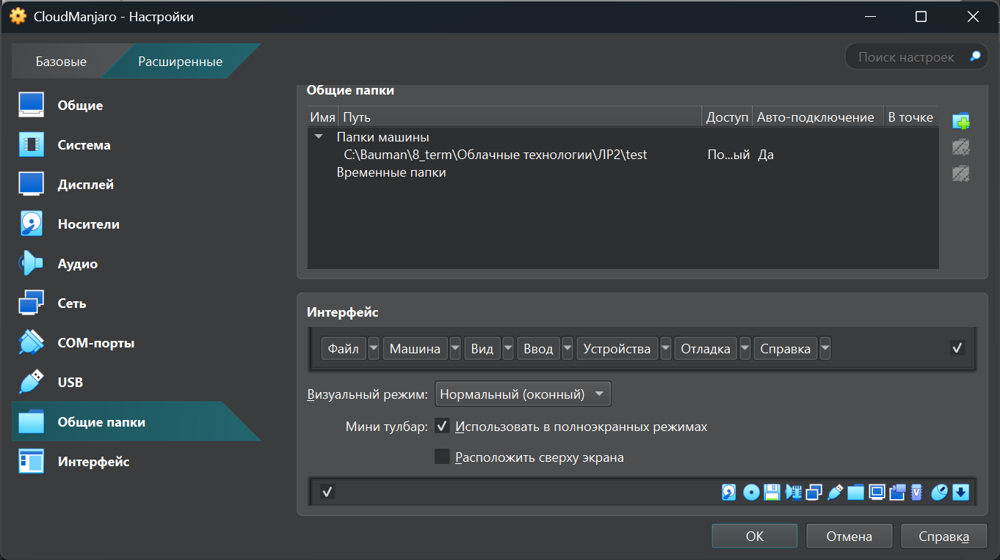 CloudManjaro - Настройки
Базовые
Расширенные
Поиск настроек
Общие
Система
Дисплей
Носители
Аудио
Сеть
COM-порты
USB
Общие папки
Интерфейс
Общие папки
Имя Путь Доступ Авто-подключение В точке
Папки машины
C:\Bauman\8_term\Облачные технологии\ЛР2\test По...ый Да
Временные папки
Интерфейс
Файл Машина Вид Ввод Устройства Отладка Справка
Визуальный режим: Нормальный (оконный)
Мини тулбар: Использовать в полноэкранных режимах
Расположить сверху экрана
V
OK Отмена Справка